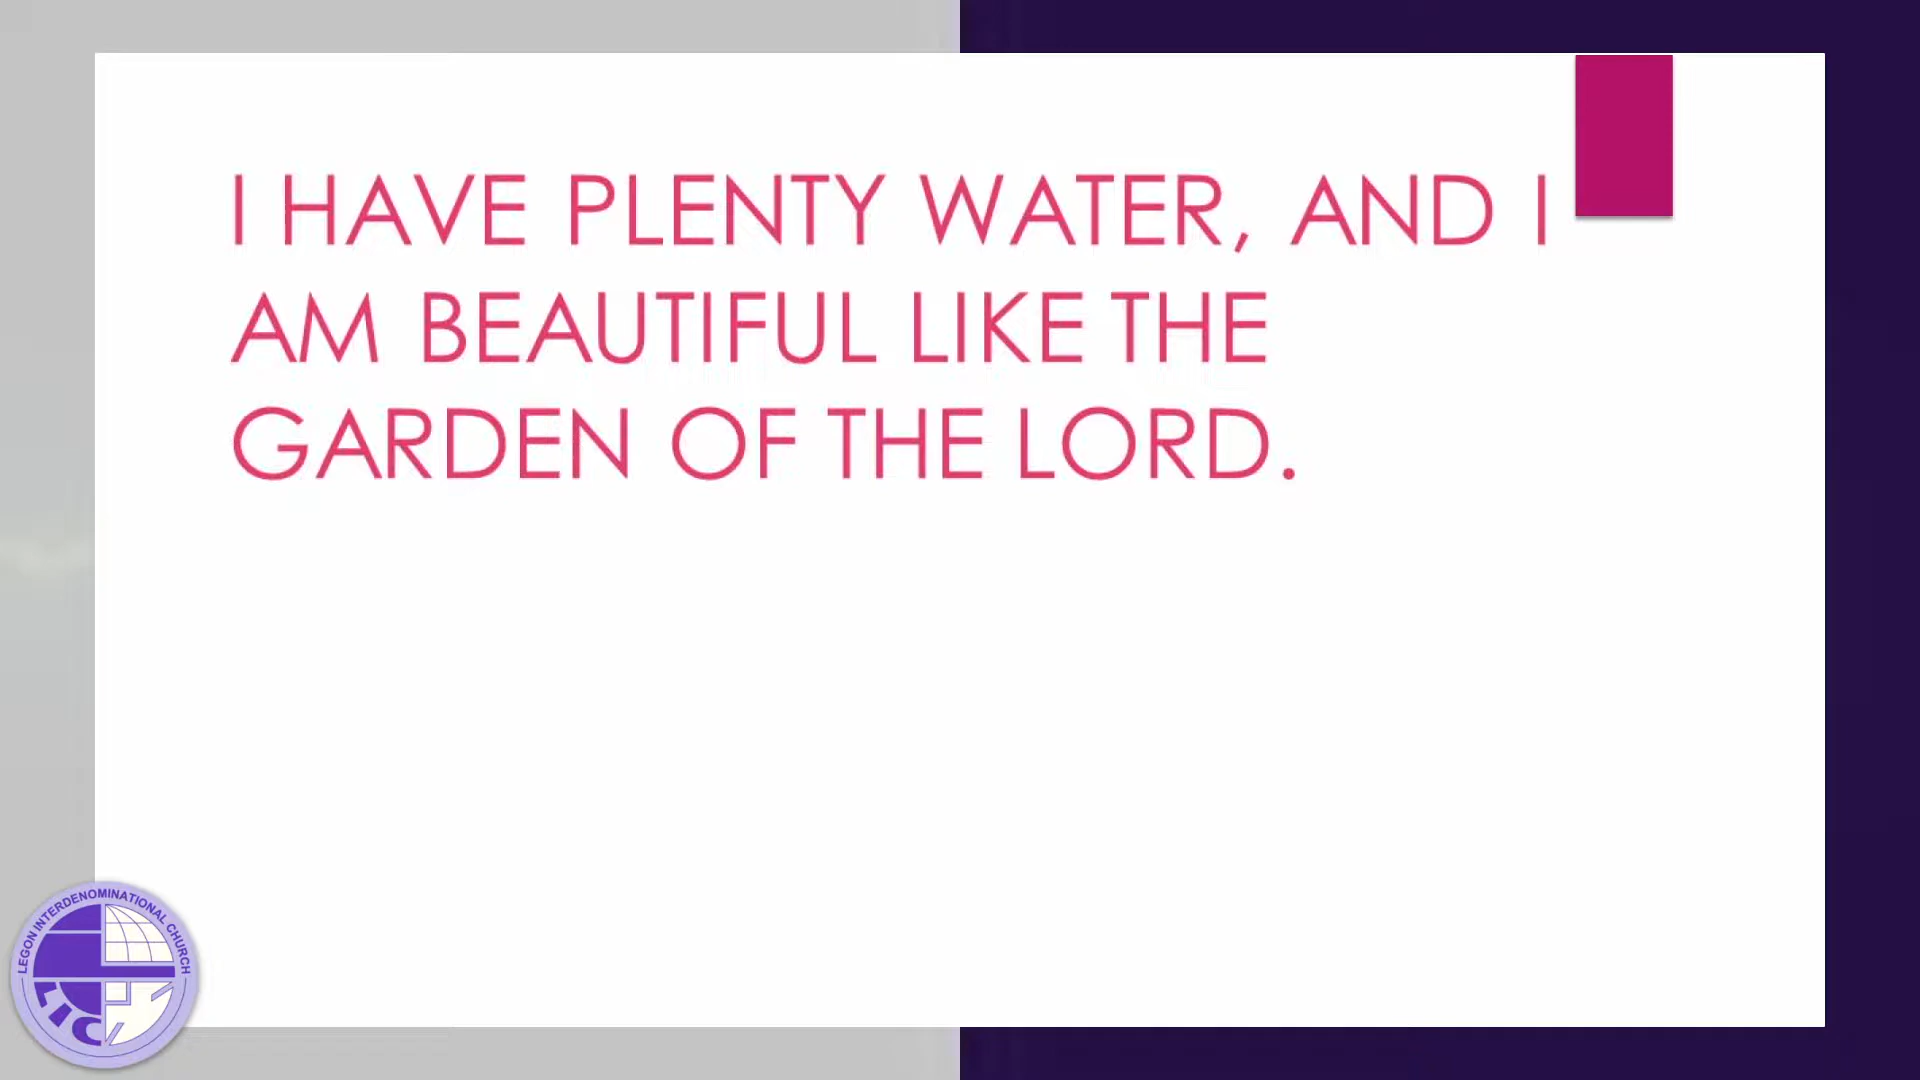 I HAVE PLENTY WATER, AND I
AM BEAUTIFUL LIKE THE
GARDEN OF THE LORD.
LEGON INTERDENOMINATIONAL CHURCH
LIC